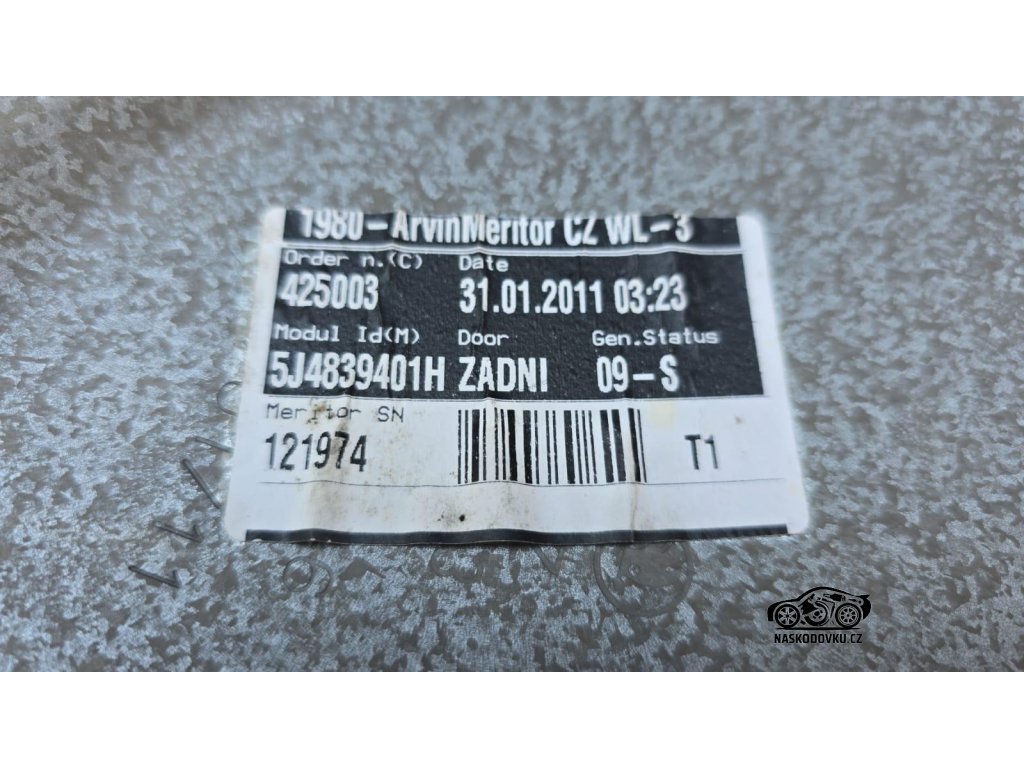 1980-ArvinMeritor CZ WL-3
Order n.(C) Date
425003 31.01.2011 03:23
Modul Id(M) Door Gen.Status
5J4839401H ZADNI 09-S
Meritor SN
121974 T1
NASKODOVKU.CZ